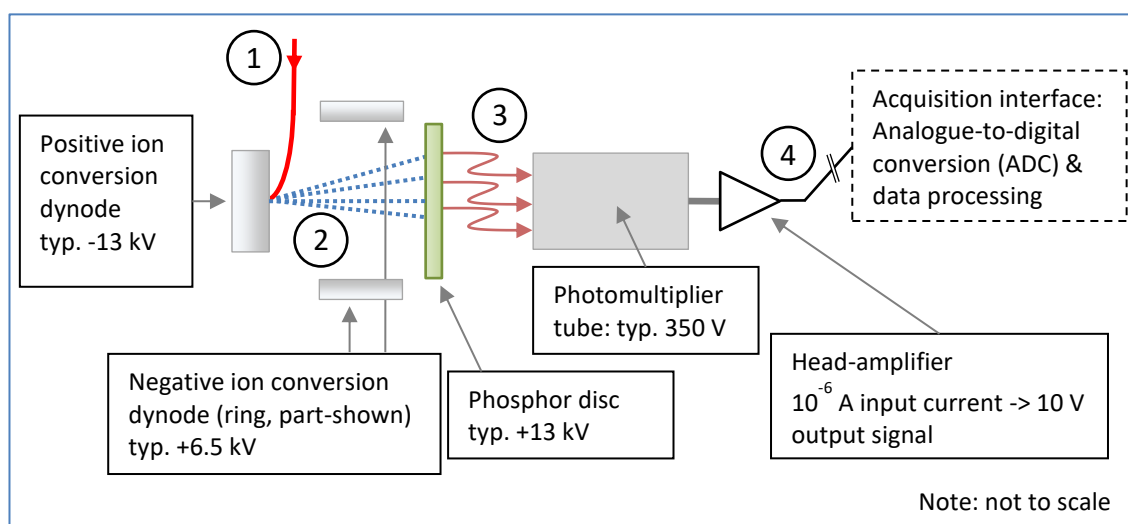 1
3
4
2
Acquisition interface:
Analogue-to-digital
conversion (ADC) &
data processing
Positive ion
conversion
dynode
typ. -13 kV
Photomultiplier
tube: typ. 350 V
Head-amplifier
10⁻⁶ A input current -> 10 V
output signal
Negative ion conversion
dynode (ring, part-shown)
typ. +6.5 kV
Phosphor disc
typ. +13 kV
Note: not to scale